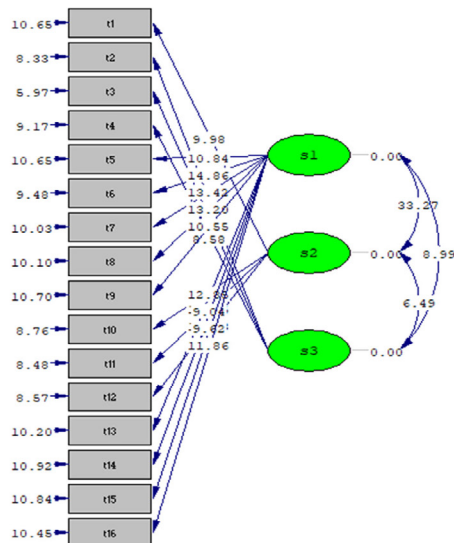 10.65 t1
8.33 t2
5.97 t3
9.17 t4
10.65 t5
9.48 t6
10.03 t7
10.10 t8
10.70 t9
8.76 t10
8.48 t11
8.57 t12
10.20 t13
10.92 t14
10.84 t15
10.45 t16
9.98
10.84
14.86
13.42
13.20
10.55
8.58
9.04
11.86
s1 0.00
s2 0.00
s3 0.00
33.27
8.99
6.49